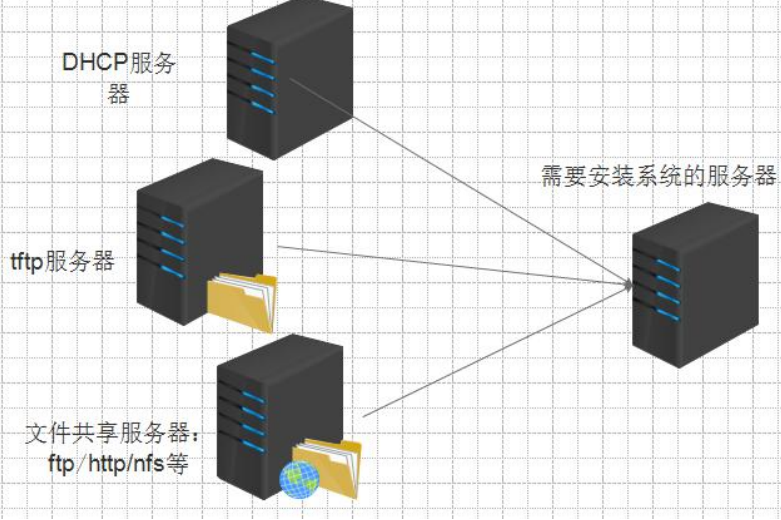 DHCP服务
器
需要安装系统的服务器
tftp服务器
文件共享服务器：
ftp/http/nfs等